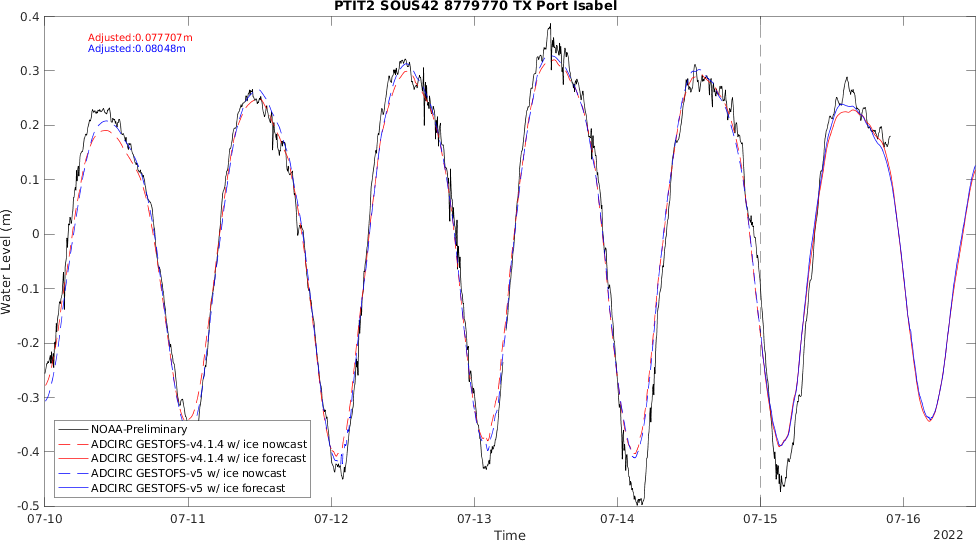 PTIT2 SOUS42 8779770 TX Port Isabel
Adjusted:0.077707m
Adjusted:0.08048m
0.4
0.3
0.2
0.1
0
-0.1
-0.2
-0.3
-0.4
-0.5
Water Level (m)
NOAA-Preliminary
ADCIRC GESTOFS-v4.1.4 w/ ice nowcast
ADCIRC GESTOFS-v4.1.4 w/ ice forecast
ADCIRC GESTOFS-v5 w/ ice nowcast
ADCIRC GESTOFS-v5 w/ ice forecast
07-10 07-11 07-12 07-13 07-14 07-15 07-16
Time
2022